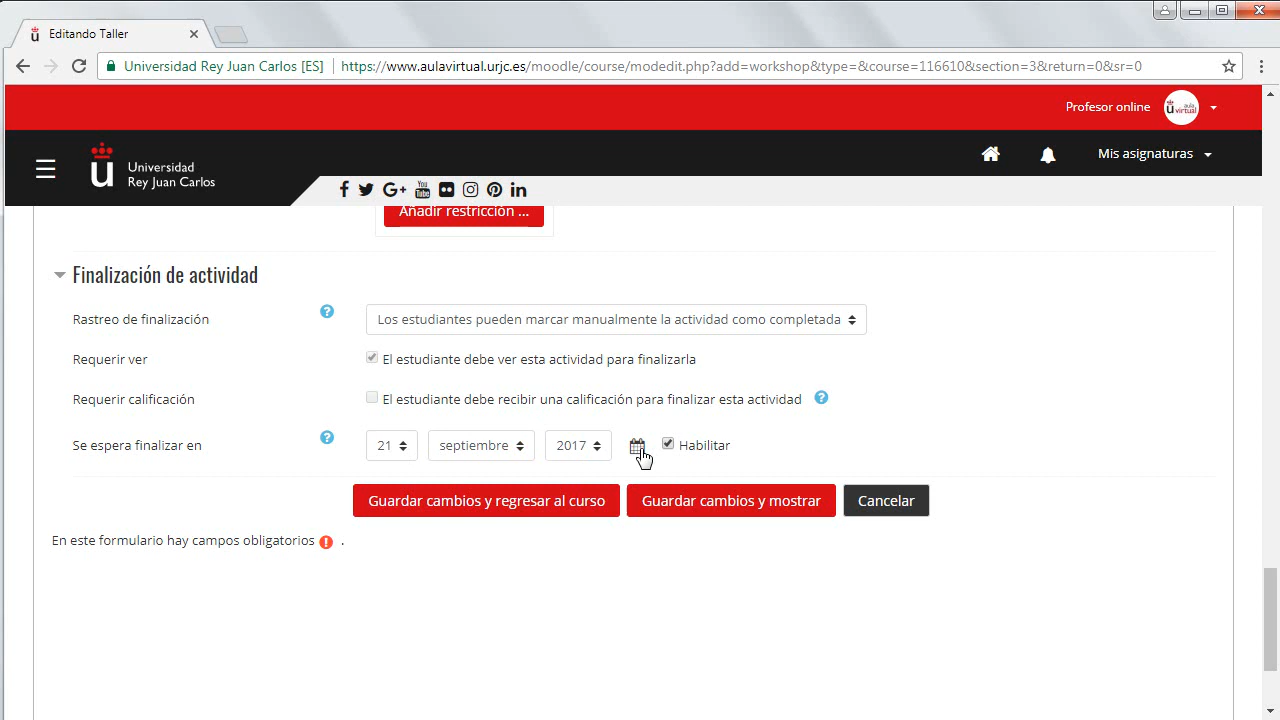 Editando Taller
Universidad Rey Juan Carlos [ES] https://www.aulavirtual.urjc.es/moodle/course/modedit.php?add=workshop&type=&course=116610&section=3&return=0&sr=0
Profesor online
u aula virtual
Universidad
Rey Juan Carlos
Mis asignaturas
Añadir restricción ...
Finalización de actividad
Rastreo de finalización
Los estudiantes pueden marcar manualmente la actividad como completada
Requerir ver
El estudiante debe ver esta actividad para finalizarla
Requerir calificación
El estudiante debe recibir una calificación para finalizar esta actividad
Se espera finalizar en
21 septiembre 2017 Habilitar
Guardar cambios y regresar al curso Guardar cambios y mostrar Cancelar
En este formulario hay campos obligatorios .